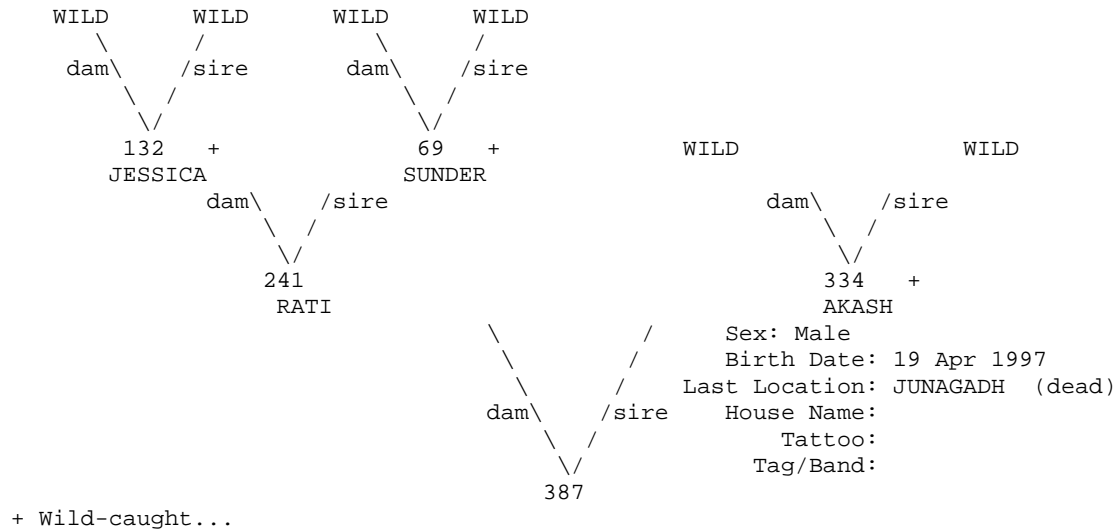 WILD WILD WILD WILD
\ / \ /
dam\ /sire dam\ /sire
\ / \ /
\/ \/
132 + 69 + WILD WILD
JESSICA SUNDER
dam\ /sire dam\ /sire
\ / \ /
\/ \/
241 334 +
RATI AKASH
\ / Sex: Male
\ / Birth Date: 19 Apr 1997
\ / Last Location: JUNAGADH (dead)
dam\ /sire House Name:
\ / Tattoo:
\/ Tag/Band:
387
+ Wild-caught...